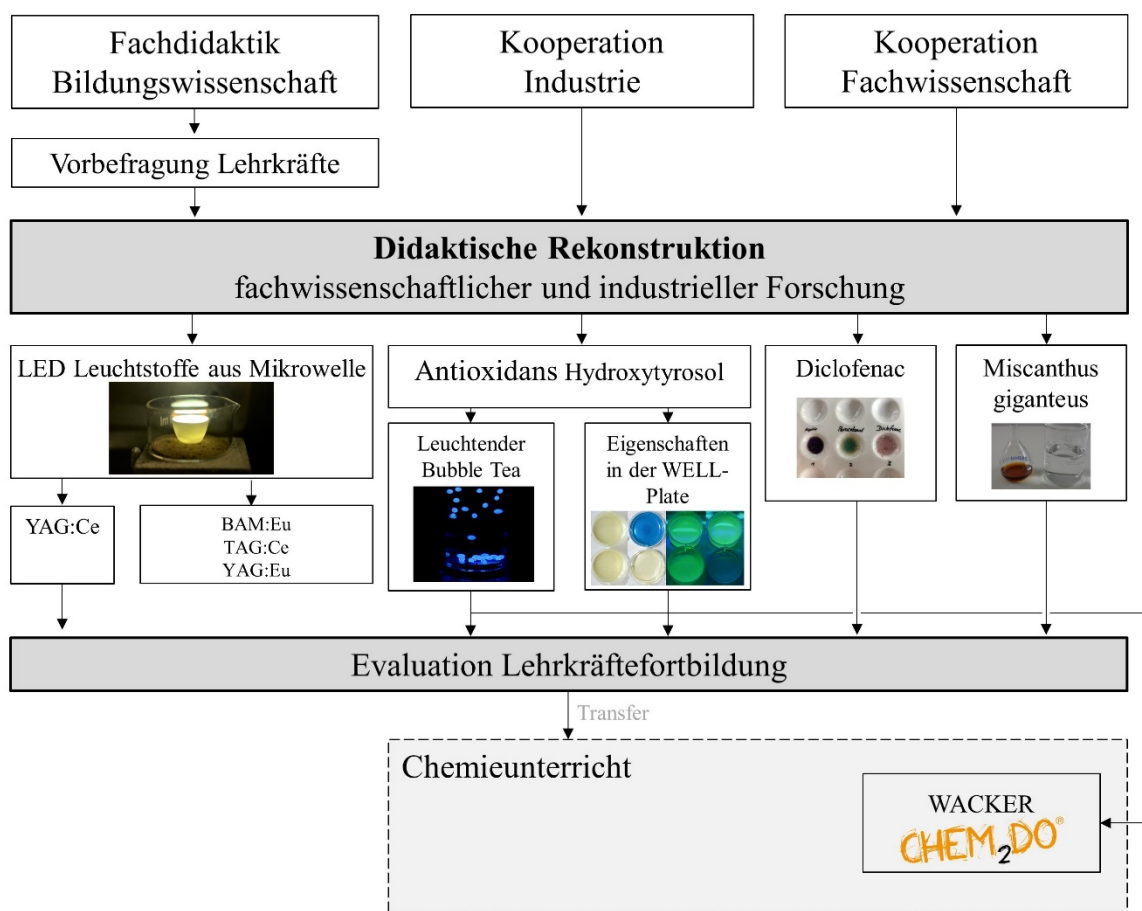 Fachdidaktik
Bildungswissenschaft
Kooperation
Industrie
Kooperation
Fachwissenschaft
Vorbefragung Lehrkräfte
Didaktische Rekonstruktion
fachwissenschaftlicher und industrieller Forschung
LED Leuchtstoffe aus Mikrowelle
Antioxidans Hydroxytyrosol
Diclofenac
Miscanthus
giganteus
Leuchtender
Bubble Tea
Eigenschaften
in der WELL-
Plate
YAG:Ce
BAM:Eu
TAG:Ce
YAG:Eu
Evaluation Lehrkräftefortbildung
Transfer
Chemieunterricht
WACKER
CHEM2DO®